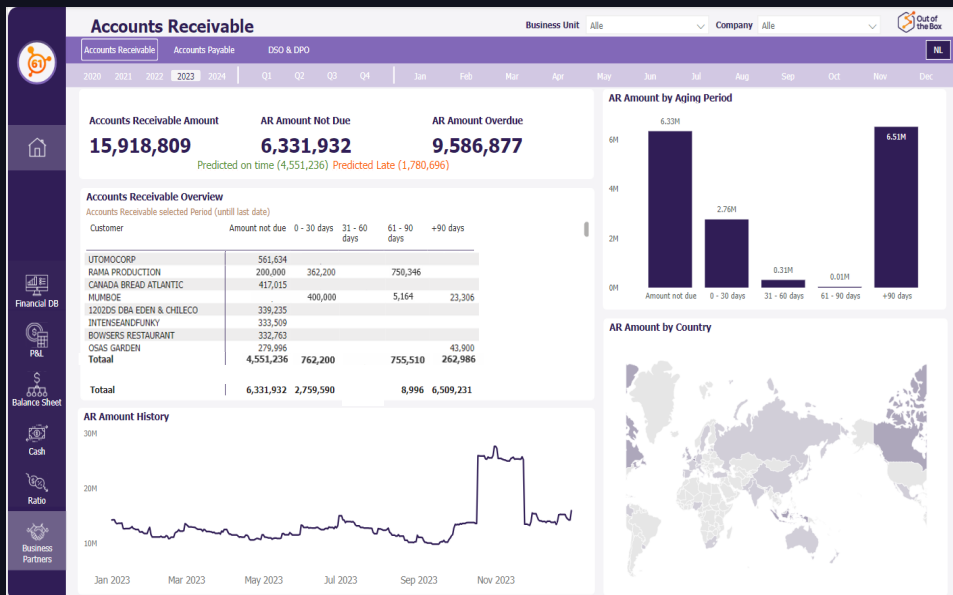 Accounts Receivable
Business Unit Alle Company Alle
Out of the Box
61
Accounts Receivable Accounts Payable DSO & DPO
NL
2020 2021 2022 2023 2024 Q1 Q2 Q3 Q4 Jan Feb Mar Apr May Jun Jul Aug Sep Oct Nov Dec
Accounts Receivable Amount AR Amount Not Due AR Amount Overdue
15,918,809 6,331,932 9,586,877
Predicted on time (4,551,236) Predicted Late (1,780,696)
Accounts Receivable Overview
Accounts Receivable selected Period (untill last date)
Customer Amount not due 0 - 30 days 31 - 60 days 61 - 90 days +90 days
UTOMOCORP 561,634
RAMA PRODUCTION 200,000 362,200 750,346
CANADA BREAD ATLANTIC 417,015
MUMBOE 400,000 5,164 23,306
1202DS DBA EDEN & CHILECO 339,235
INTENSEANDFUNKY 333,509
BOWSERS RESTAURANT 332,763
OSAS GARDEN 279,996 43,900
Totaal 4,551,236 762,200 755,510 262,986
Totaal 6,331,932 2,759,590 8,996 6,509,231
AR Amount History
30M
20M
10M
Jan 2023 Mar 2023 May 2023 Jul 2023 Sep 2023 Nov 2023
AR Amount by Aging Period
6.33M
6.51M
6M
4M
2.76M
2M
0.31M
0.01M
0M
Amount not due 0 - 30 days 31 - 60 days 61 - 90 days +90 days
AR Amount by Country
Financial DB
P&L
Balance Sheet
Cash
Ratio
Business
Partners